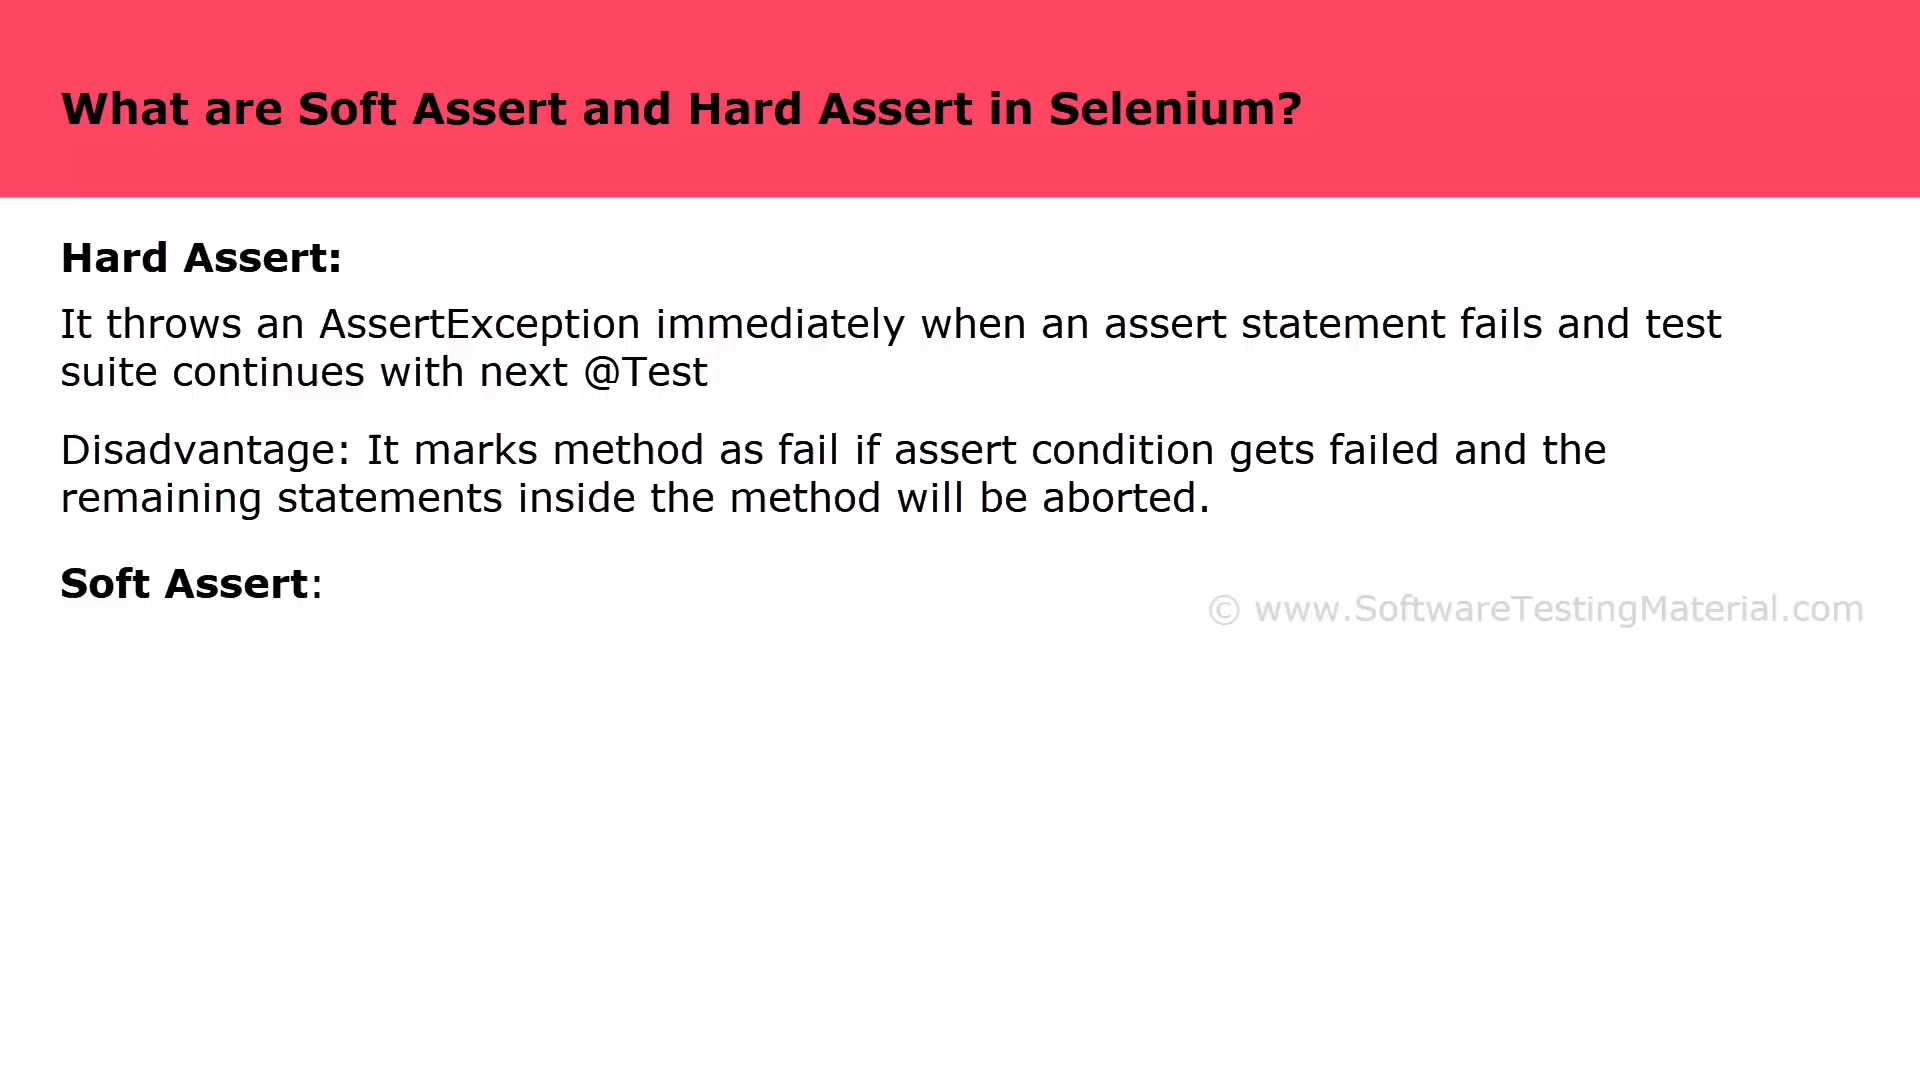 What are Soft Assert and Hard Assert in Selenium?
Hard Assert:
It throws an AssertException immediately when an assert statement fails and test
suite continues with next @Test
Disadvantage: It marks method as fail if assert condition gets failed and the
remaining statements inside the method will be aborted.
Soft Assert:
© www.SoftwareTestingMaterial.com